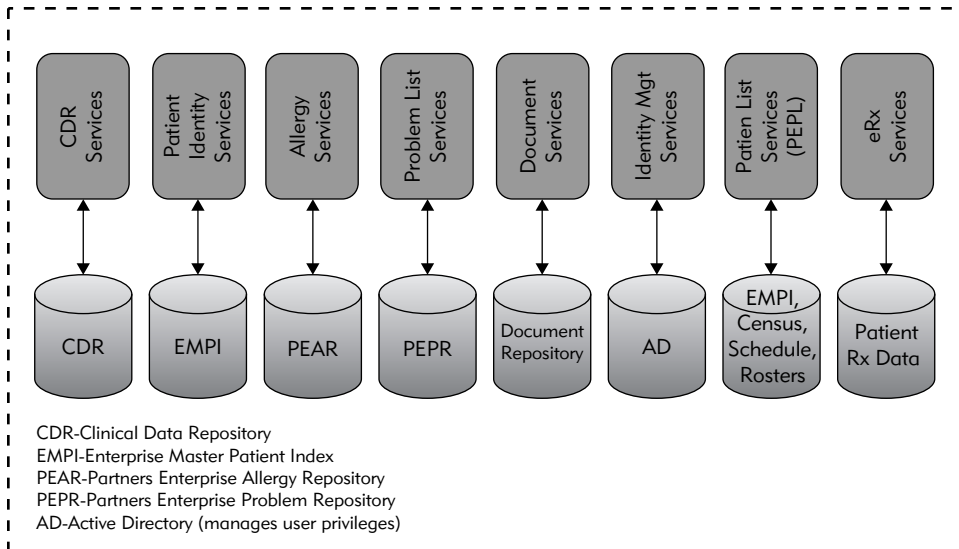 CDR
Services
Patient
Identity
Services
Allergy
Services
Problem List
Services
Document
Services
Identity Mgt
Services
Patien List
Services
(PEPL)
eRx
Services
CDR
EMPI
PEAR
PEPR
Document
Repository
AD
EMPI,
Census,
Schedule,
Rosters
Patient
Rx Data
CDR-Clinical Data Repository
EMPI-Enterprise Master Patient Index
PEAR-Partners Enterprise Allergy Repository
PEPR-Partners Enterprise Problem Repository
AD-Active Directory (manages user privileges)